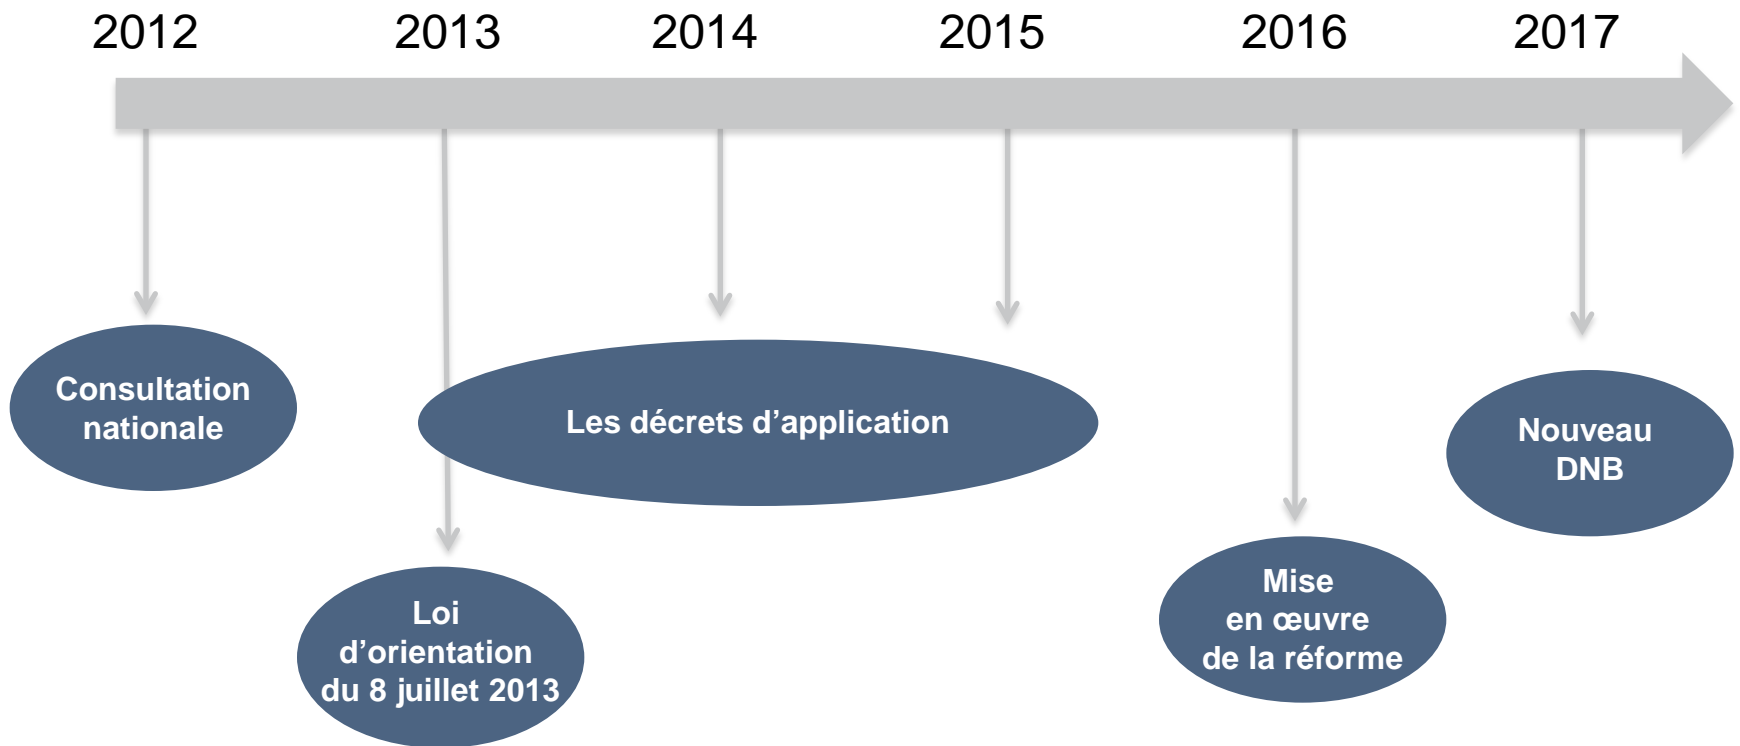 2012 2013 2014 2015 2016 2017
Consultation
nationale
Loi
d’orientation
du 8 juillet 2013
Les décrets d’application
Mise
en œuvre
de la réforme
Nouveau
DNB